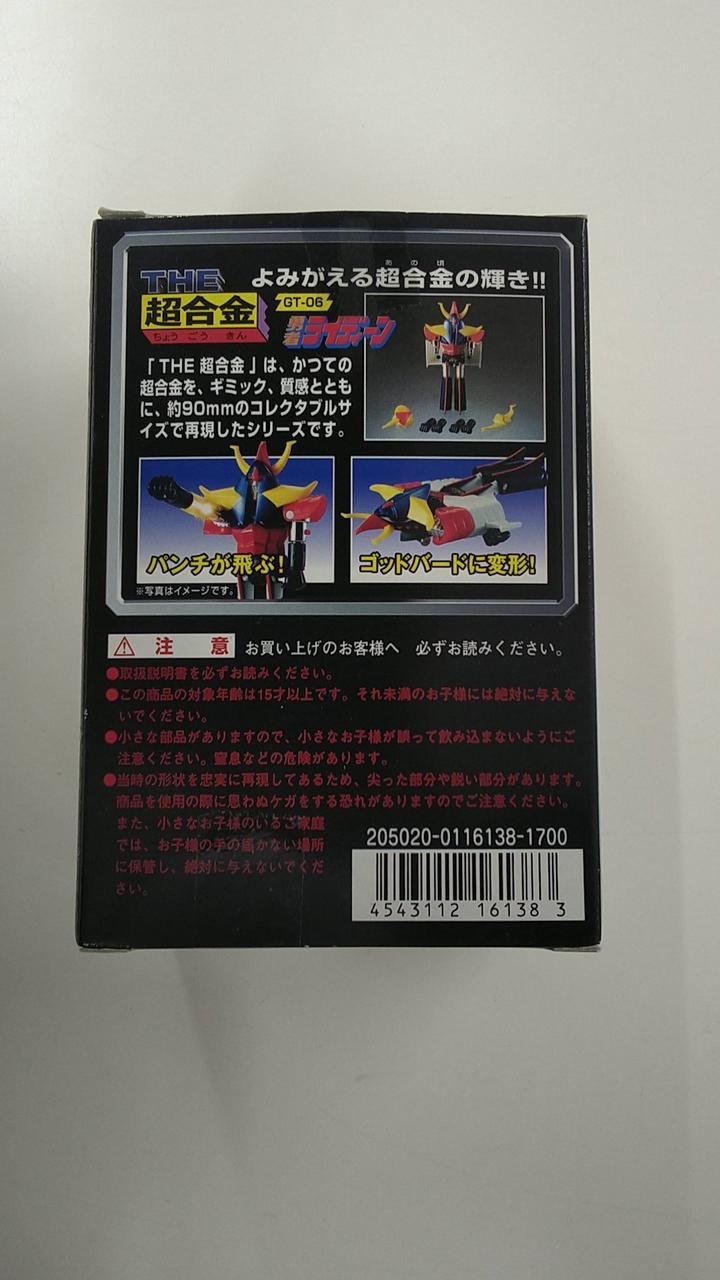 よみがえる超合金の輝き!!
あの頃
THE
超合金
ちょう ごう きん
GT-06
勇者ライディーン
「THE 超合金」は、かつての
超合金を、ギミック、質感ととも
に、約90mmのコレクタブルサ
イズで再現したシリーズです。
パンチが飛ぶ!
ゴッドバードに変形!
※写真はイメージです。
⚠ 注 意 お買い上げのお客様へ 必ずお読みください。
●取扱説明書を必ずお読みください。
●この商品の対象年齢は15才以上です。それ未満のお子様には絶対に与えな
いでください。
●小さな部品がありますので、小さなお子様が誤って飲み込まないようにご
注意ください。窒息などの危険があります。
●当時の形状を忠実に再現してあるため、尖った部分や鋭い部分があります。
商品を使用の際に思わぬケガをする恐れがありますのでご注意ください。
また、小さなお子様のいるご家庭
では、お子様の手の届かない場所
に保管し、絶対に与えないでくだ
さい。
205020-0116138-1700
4543112 16138 3